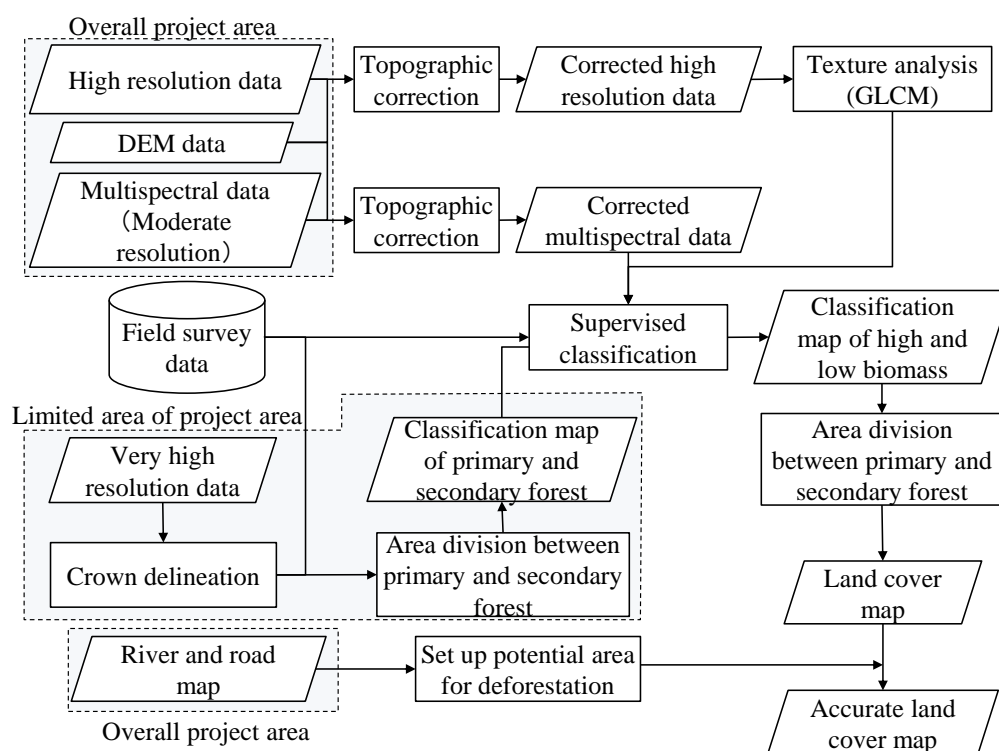 Overall project area
High resolution data
DEM data
Multispectral data
（Moderate
resolution）
Topographic
correction
Corrected high
resolution data
Texture analysis
(GLCM)
Topographic
correction
Corrected
multispectral data
Field survey
data
Supervised
classification
Classification
map of high and
low biomass
Limited area of project area
Very high
resolution data
Classification map
of primary and
secondary forest
Area division
between primary and
secondary forest
Crown delineation
Area division between
primary and secondary
forest
Land cover
map
River and road
map
Set up potential area
for deforestation
Overall project area
Accurate land
cover map